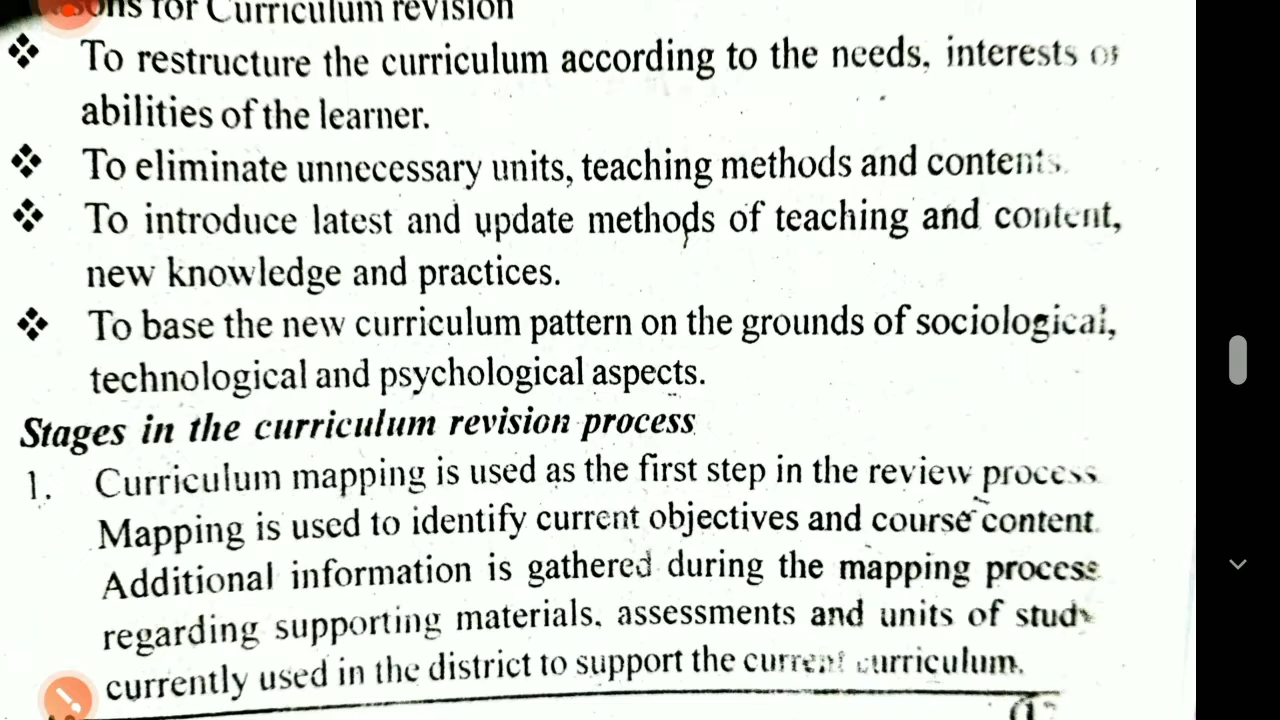 for Curriculum revision
❖ To restructure the curriculum according to the needs, interests or
abilities of the learner.
❖ To eliminate unnecessary units, teaching methods and contents.
❖ To introduce latest and update methods of teaching and content,
new knowledge and practices.
❖ To base the new curriculum pattern on the grounds of sociological,
technological and psychological aspects.
Stages in the curriculum revision process
1. Curriculum mapping is used as the first step in the review process
Mapping is used to identify current objectives and course content.
Additional information is gathered during the mapping process
regarding supporting materials, assessments and units of study
currently used in the district to support the current curriculum.